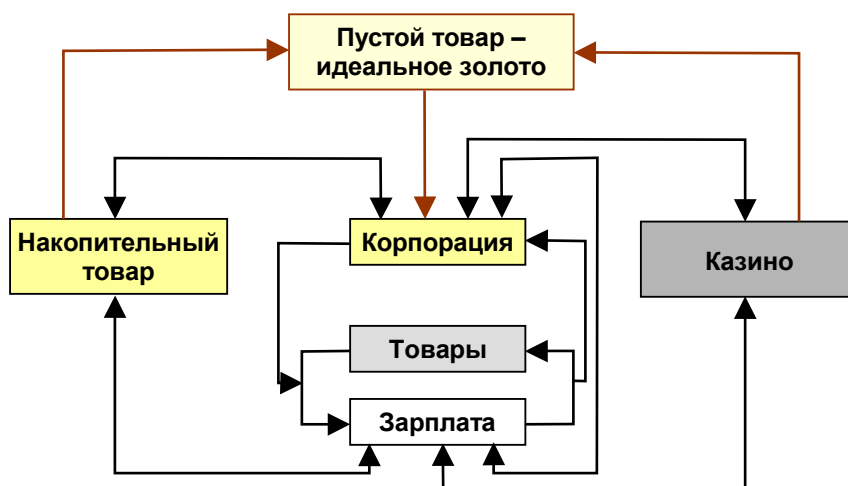 Пустой товар –
идеальное золото
Накопительный
товар
Корпорация
Казино
Товары
Зарплата